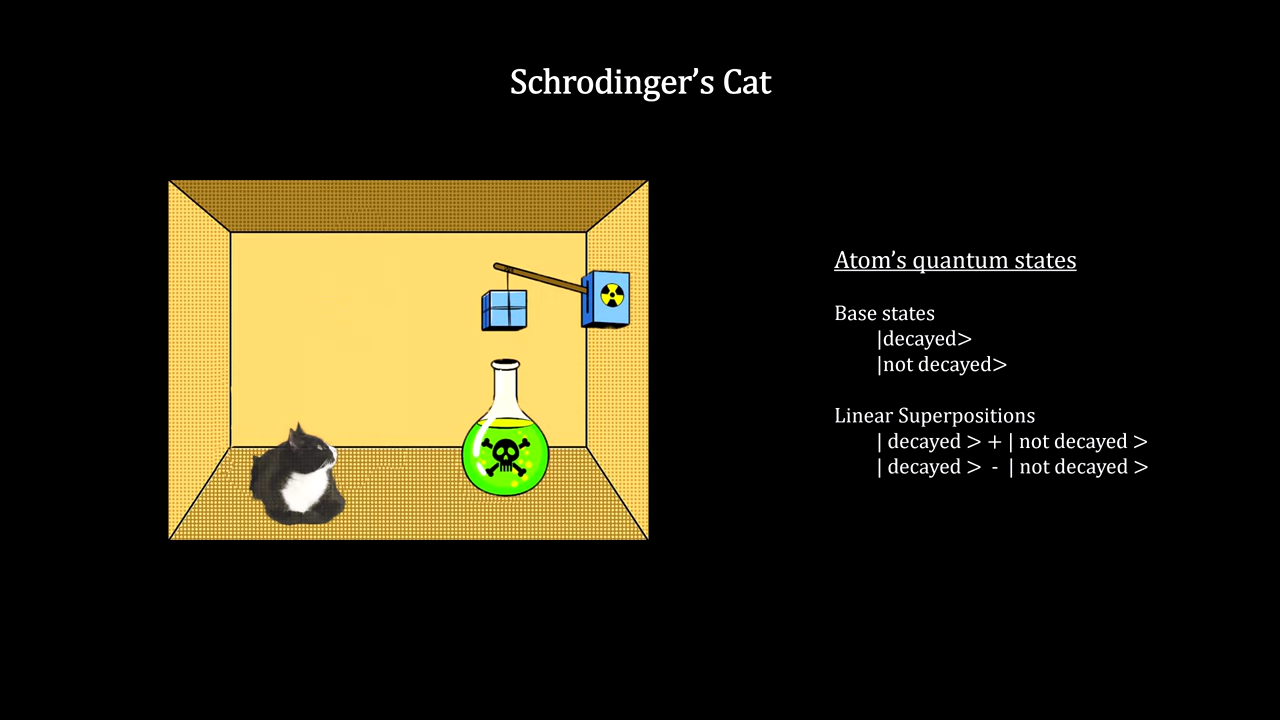 Schrodinger’s Cat
Atom’s quantum states
Base states
|decayed>
|not decayed>
Linear Superpositions
| decayed > + | not decayed >
| decayed > - | not decayed >